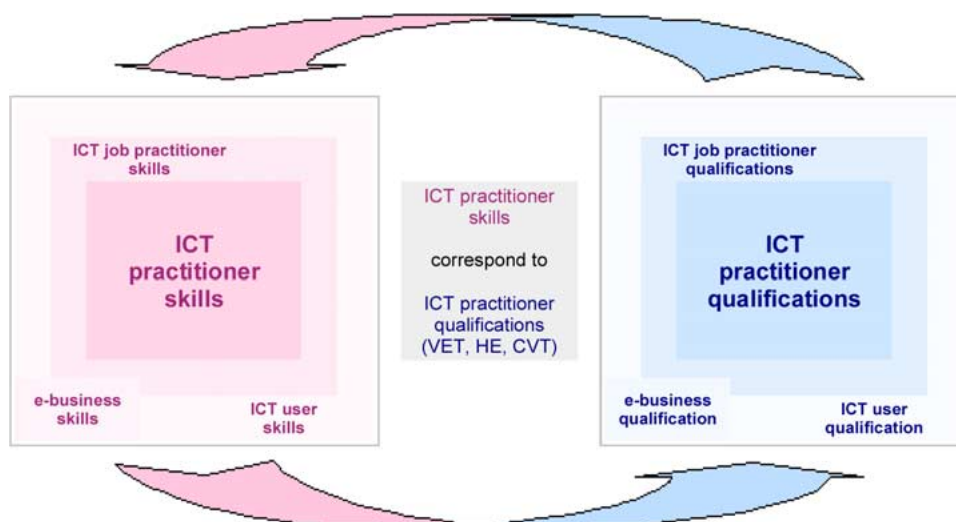 ICT job practitioner
skills
ICT
practitioner
skills
e-business
skills
ICT user
skills
ICT practitioner
skills
correspond to
ICT practitioner
qualifications
(VET, HE, CVT)
ICT job practitioner
qualifications
ICT
practitioner
qualifications
e-business
qualification
ICT user
qualification